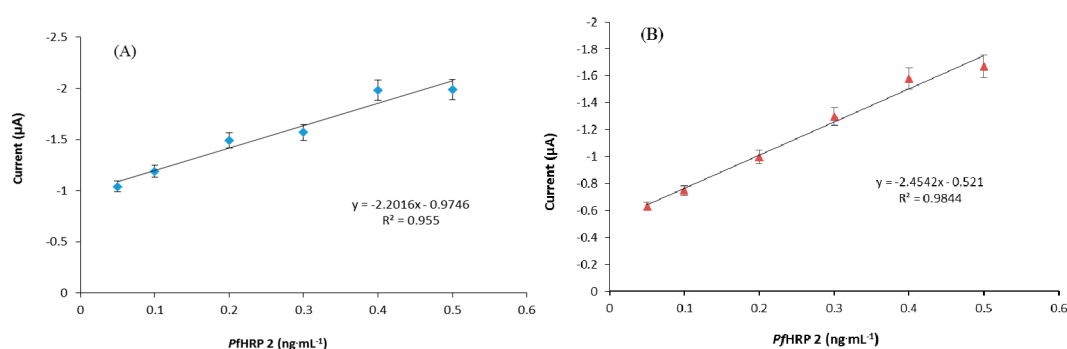 (A)
Current (µA)
-2.5
-2
-1.5
-1
-0.5
0
y = -2.2016x - 0.9746
R² = 0.955
0 0.1 0.2 0.3 0.4 0.5 0.6
PfHRP 2 (ng·mL⁻¹)
(B)
Current (µA)
-2
-1.8
-1.6
-1.4
-1.2
-1
-0.8
-0.6
-0.4
-0.2
0
y = -2.4542x - 0.521
R² = 0.9844
0 0.1 0.2 0.3 0.4 0.5 0.6
PfHRP 2 (ng·mL⁻¹)